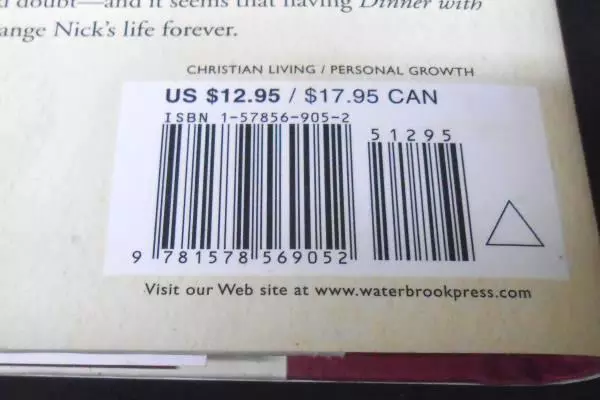 doubt—and it seems that having Dinner with
ange Nick's life forever.
CHRISTIAN LIVING / PERSONAL GROWTH
US $12.95 / $17.95 CAN
ISBN 1-57856-905-2
51295
9 781578 569052
Visit our Web site at www.waterbrookpress.com